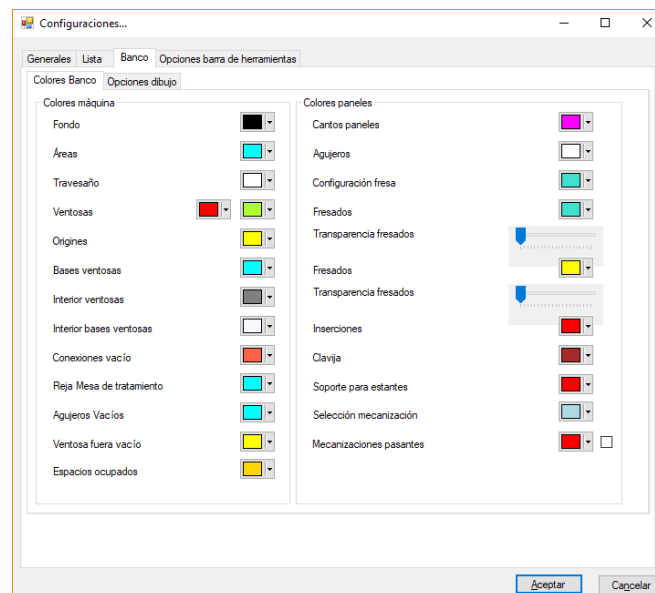 Configuraciones...
Generales Lista Banco Opciones barra de herramientas
Colores Banco Opciones dibujo
Colores máquina
Fondo
Áreas
Travesaño
Ventosas
Origines
Bases ventosas
Interior ventosas
Interior bases ventosas
Conexiones vacío
Reja Mesa de tratamiento
Agujeros Vacíos
Ventosa fuera vacío
Espacios ocupados
Colores paneles
Cantos paneles
Agujeros
Configuración fresa
Fresados
Transparencia fresados
Fresados
Transparencia fresados
Inserciones
Clavija
Soporte para estantes
Selección mecanización
Mecanizaciones pasantes
Aceptar Cancelar